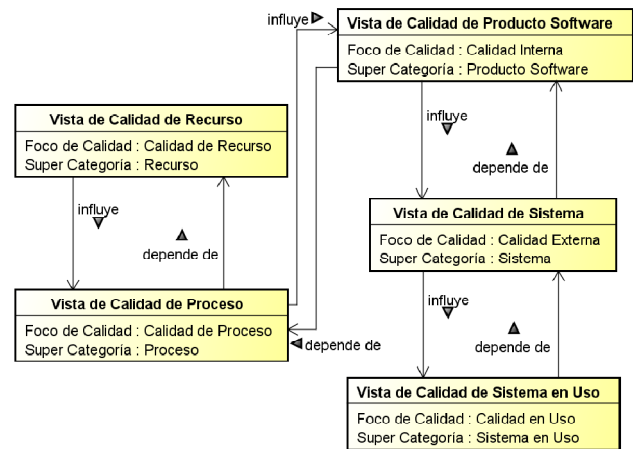 influye
Vista de Calidad de Producto Software
Foco de Calidad : Calidad Interna
Super Categoría : Producto Software
Vista de Calidad de Recurso
Foco de Calidad : Calidad de Recurso
Super Categoría : Recurso
influye
depende de
influye
depende de
Vista de Calidad de Sistema
Foco de Calidad : Calidad Externa
Super Categoría : Sistema
Vista de Calidad de Proceso
Foco de Calidad : Calidad de Proceso
Super Categoría : Proceso
depende de
influye
depende de
Vista de Calidad de Sistema en Uso
Foco de Calidad : Calidad en Uso
Super Categoría : Sistema en Uso